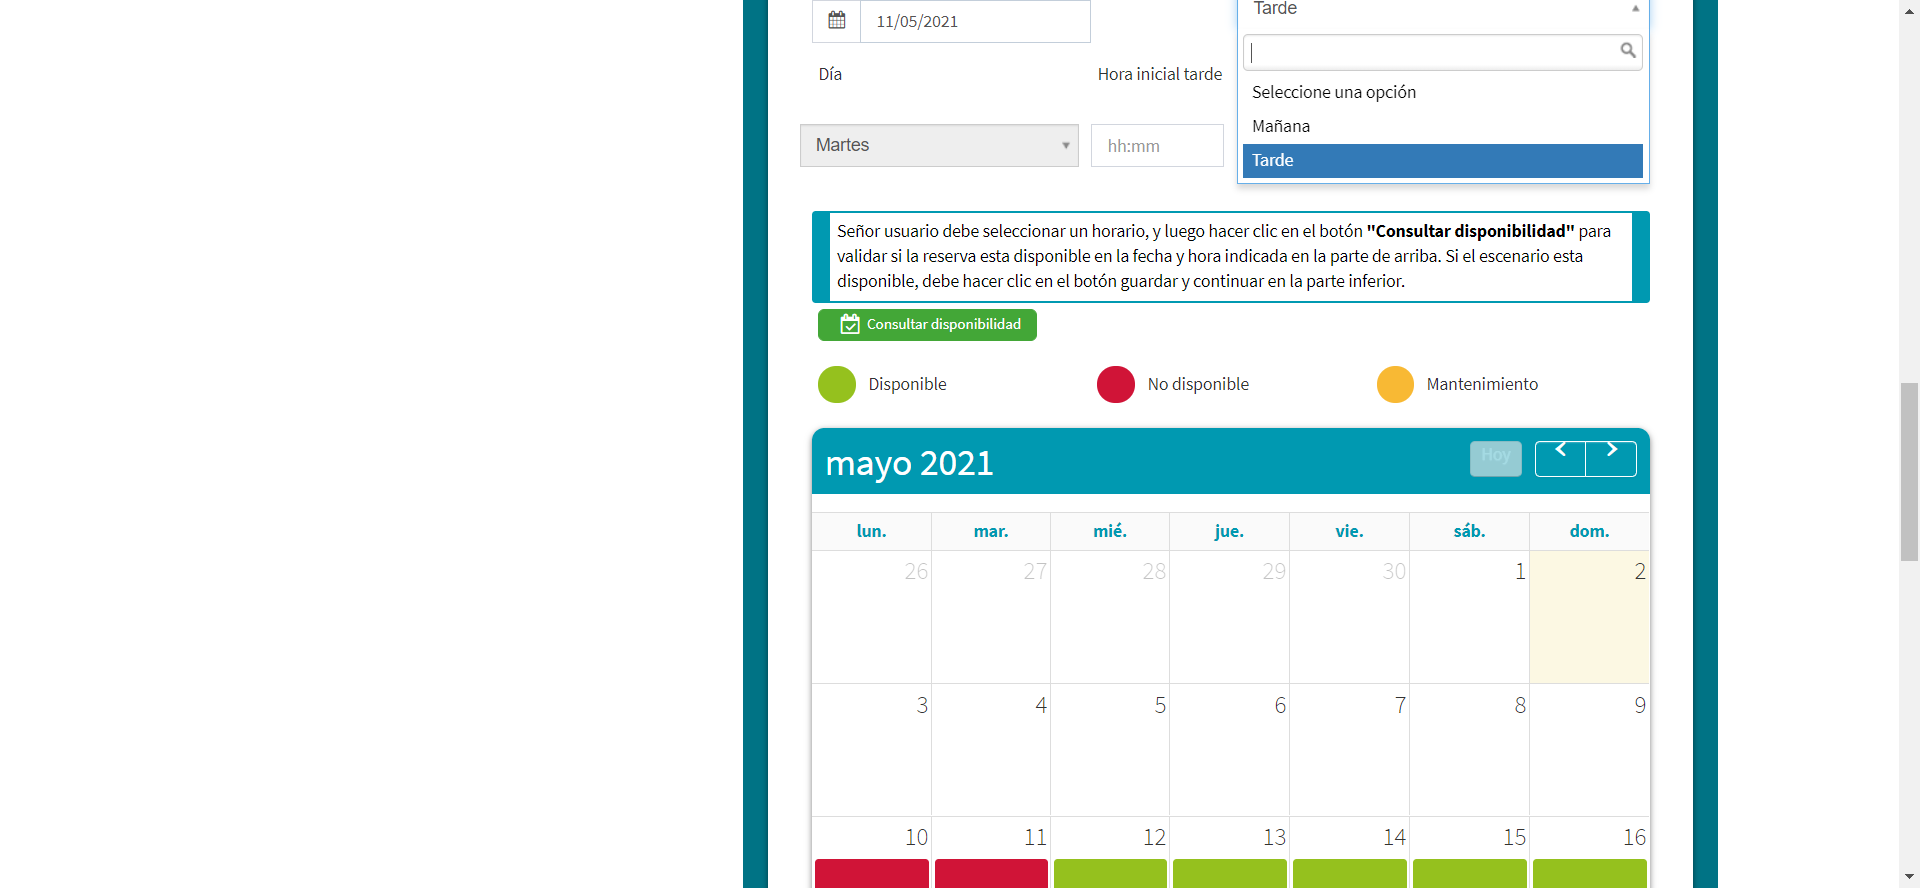 11/05/2021
Tarde
Día
Hora inicial tarde
Seleccione una opción
Mañana
Tarde
Martes
hh:mm
Señor usuario debe seleccionar un horario, y luego hacer clic en el botón "Consultar disponibilidad" para
validar si la reserva esta disponible en la fecha y hora indicada en la parte de arriba. Si el escenario esta
disponible, debe hacer clic en el botón guardar y continuar en la parte inferior.
Consultar disponibilidad
Disponible
No disponible
Mantenimiento
mayo 2021
Hoy
lun. mar. mié. jue. vie. sáb. dom.
26 27 28 29 30 1 2
3 4 5 6 7 8 9
10 11 12 13 14 15 16